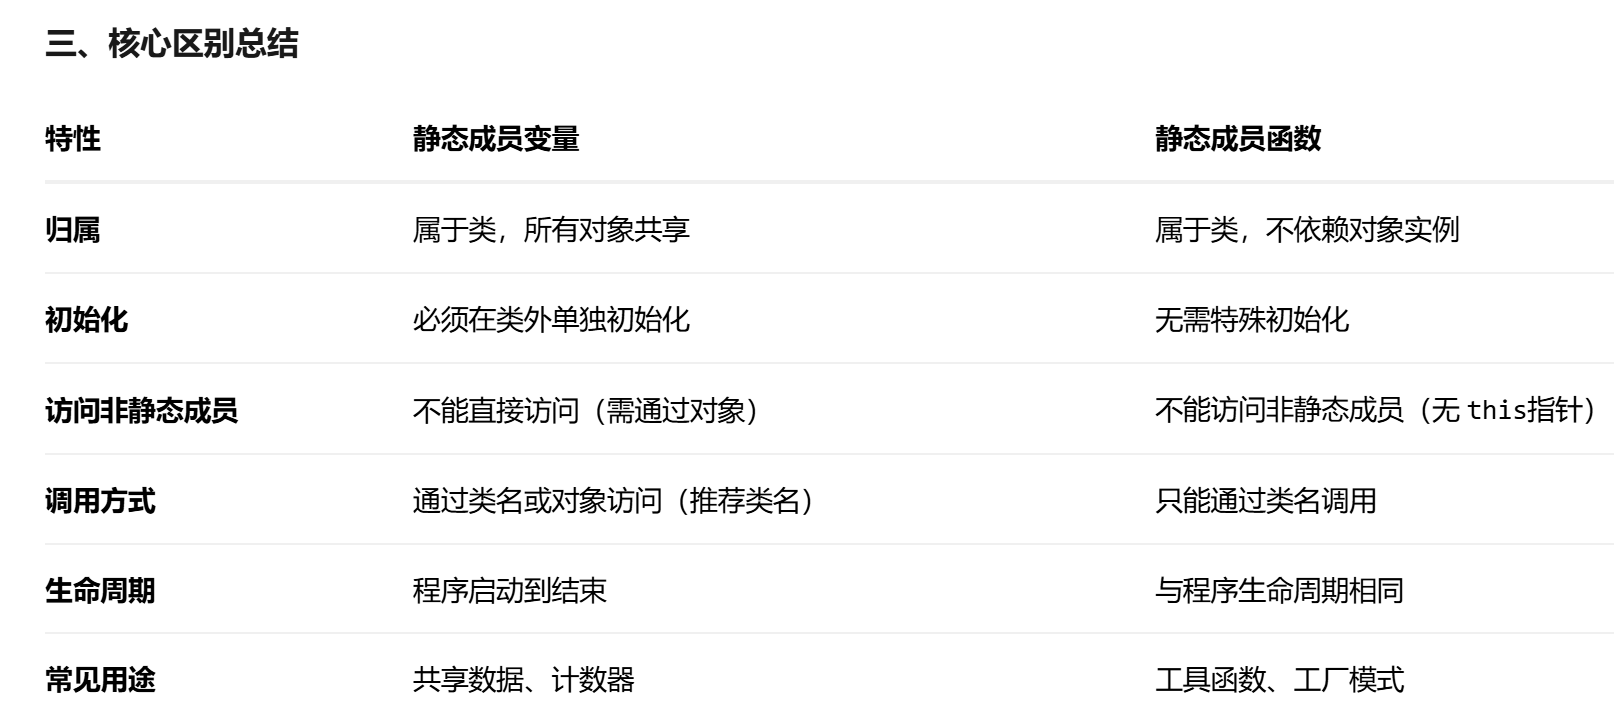 三、核心区别总结
特性 静态成员变量 静态成员函数
归属 属于类，所有对象共享 属于类，不依赖对象实例
初始化 必须在类外单独初始化 无需特殊初始化
访问非静态成员 不能直接访问（需通过对象） 不能访问非静态成员（无 this指针）
调用方式 通过类名或对象访问（推荐类名） 只能通过类名调用
生命周期 程序启动到结束 与程序生命周期相同
常见用途 共享数据、计数器 工具函数、工厂模式